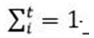 ∑ᵢᵗ = 1.